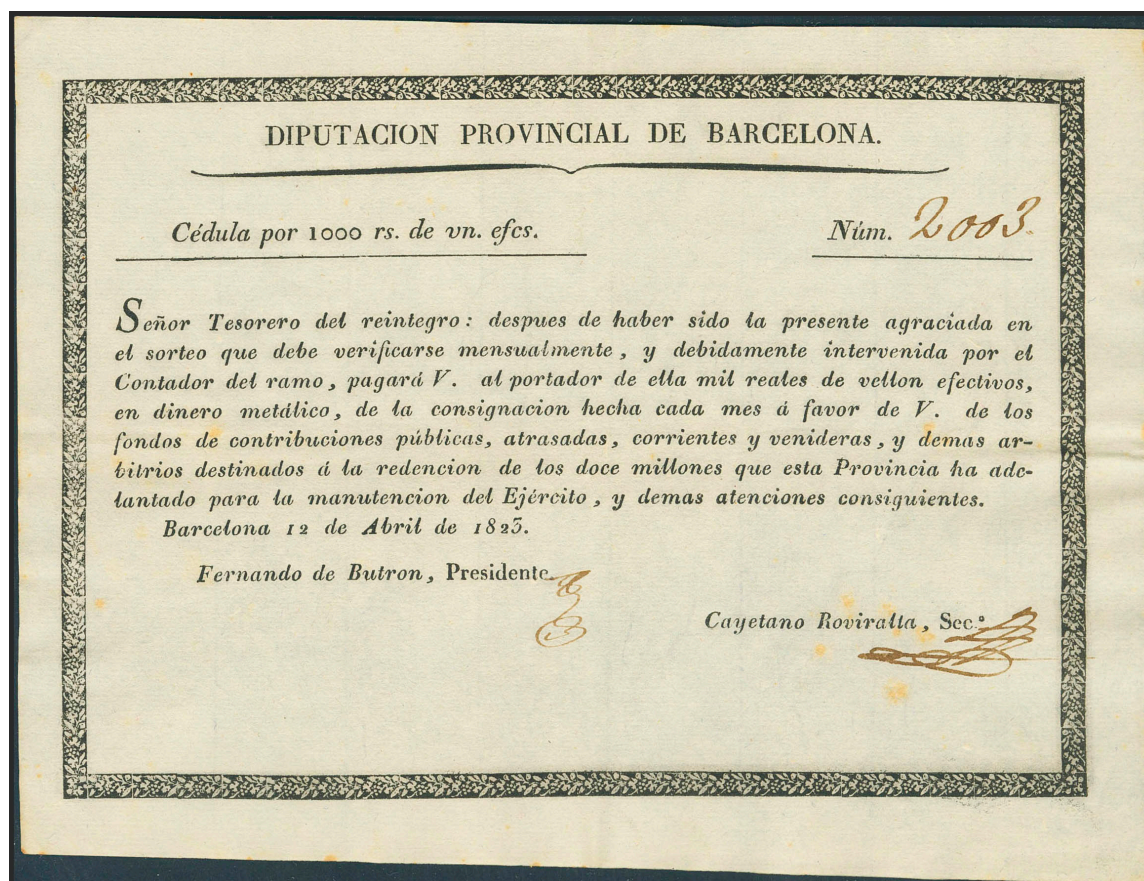 DIPUTACION PROVINCIAL DE BARCELONA.
Cédula por 1000 rs. de vn. efcs. Núm. 2003.
Señor Tesorero del reintegro: despues de haber sido la presente agraciada en
el sorteo que debe verificarse mensualmente, y debidamente intervenida por el
Contador del ramo, pagará V. al portador de ella mil reales de vellon efectivos,
en dinero metálico, de la consignacion hecha cada mes á favor de V. de los
fondos de contribuciones públicas, atrasadas, corrientes y venideras, y demas ar-
bitrios destinados á la redencion de los doce millones que esta Provincia ha ade-
lantado para la manutencion del Ejército, y demas atenciones consiguientes.
Barcelona 12 de Abril de 1823.
Fernando de Butron, Presidente.
Cayetano Roviralta, Sec.º